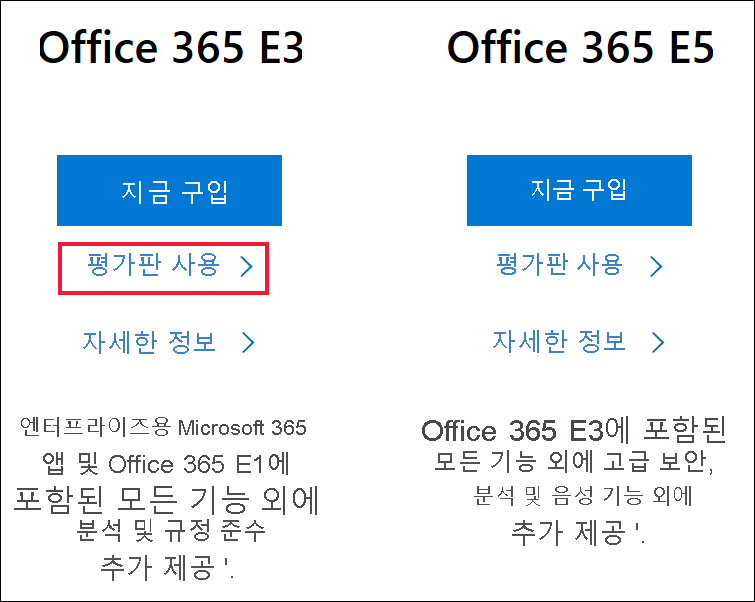 Office 365 E3
지금 구입
평가판 사용
자세한 정보
엔터프라이즈용 Microsoft 365
앱 및 Office 365 E1에
포함된 모든 기능 외에
분석 및 규정 준수
추가 제공 '.
Office 365 E5
지금 구입
평가판 사용
자세한 정보
Office 365 E3에 포함된
모든 기능 외에 고급 보안,
분석 및 음성 기능 외에
추가 제공 '.